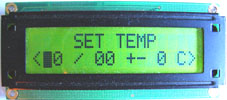 SET TEMP
<█0 / 00 +- 0 C>